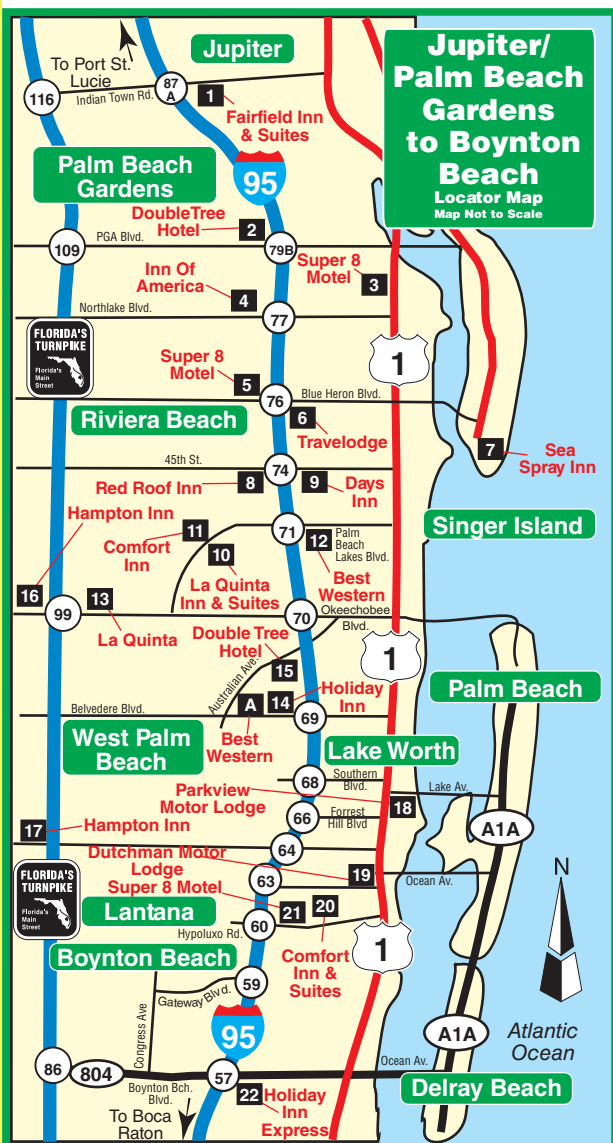 Jupiter/
Palm Beach
Gardens
to Boynton
Beach
Locator Map
Map Not to Scale
Jupiter
To Port St.
Lucie
116
Indian Town Rd.
87
A
1
Fairfield Inn
& Suites
95
Palm Beach
Gardens
DoubleTree
Hotel
2
109
PGA Blvd.
79B
Super 8
Motel
3
Inn Of
America
4
Northlake Blvd.
77
FLORIDA'S
TURNPIKE
Florida's
Main
Street
1
Super 8
Motel
5
76
Blue Heron Blvd.
6
Travelodge
Riviera Beach
7
Sea
Spray Inn
45th St.
74
Red Roof Inn
8
9
Days
Inn
Hampton Inn
16
11
Comfort
Inn
10
La Quinta
Inn & Suites
71
12
Palm
Beach
Lakes Blvd.
Best
Western
Singer Island
99
13
La Quinta
70
Okeechobee
Blvd.
Double Tree
Hotel
15
Australian Ave.
1
Palm Beach
14
Holiday
Inn
A
Best
Western
Belvedere Blvd.
69
West Palm
Beach
Lake Worth
68
Southern
Blvd.
Lake Av.
Parkview
Motor Lodge
18
66
Forrest
Hill Blvd
A1A
17
Hampton Inn
64
Dutchman Motor
Lodge
19
63
Ocean Av.
N
FLORIDA'S
TURNPIKE
Florida's
Main
Street
Super 8 Motel
21
20
Lantana
60
Hypoluxo Rd.
Comfort
Inn &
Suites
1
Boynton Beach
59
Gateway Blvd.
Congress Ave
95
A1A
Atlantic
Ocean
86
804
57
Ocean Av.
Boynton Bch.
Blvd.
Delray Beach
22
Holiday
Inn
Express
To Boca
Raton